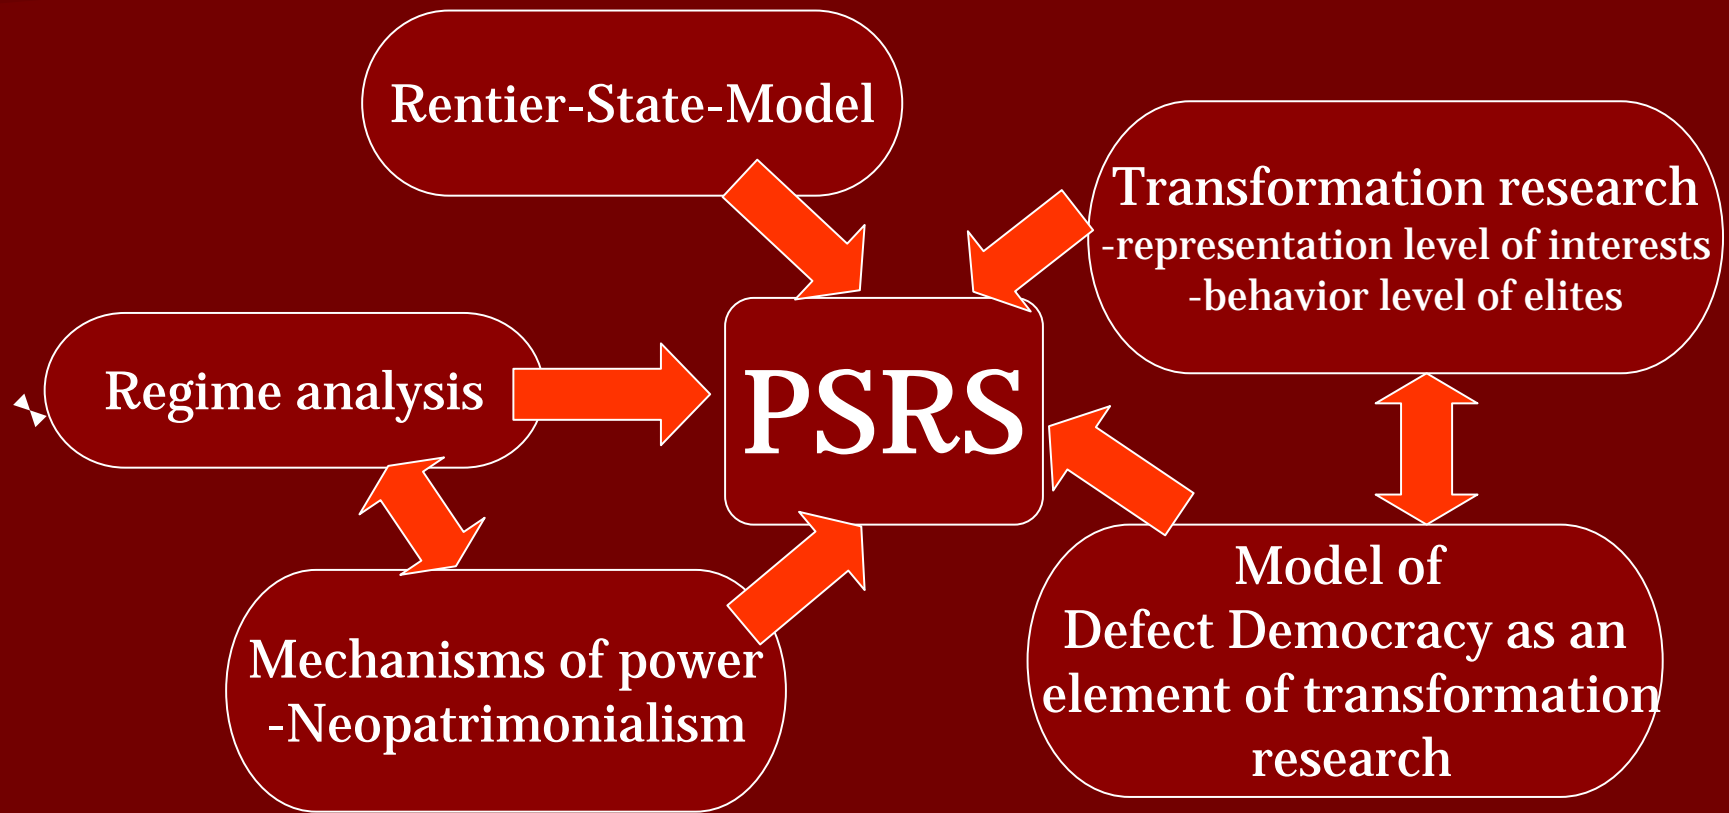 Rentier-State-Model
Transformation research
-representation level of interests
-behavior level of elites
Regime analysis
PSRS
Mechanisms of power
-Neopatrimonialism
Model of
Defect Democracy as an
element of transformation
research